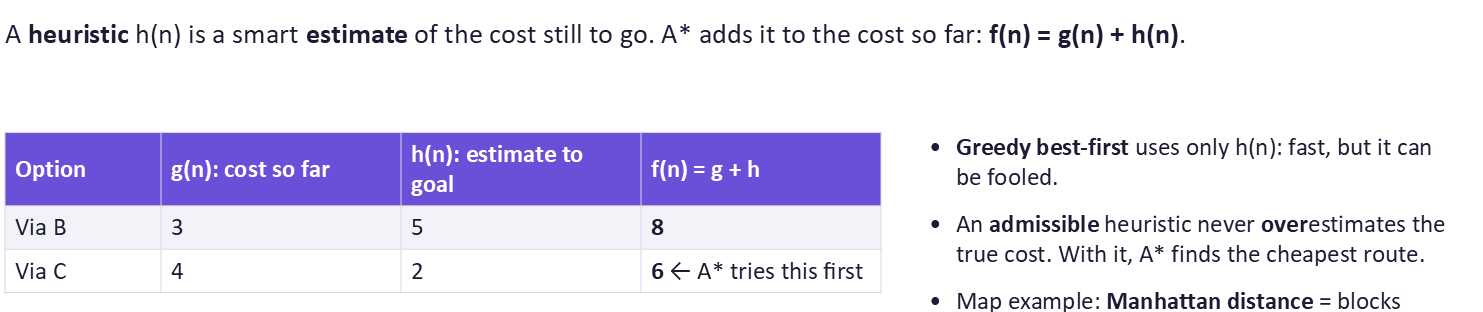 A heuristic h(n) is a smart estimate of the cost still to go. A* adds it to the cost so far: f(n) = g(n) + h(n).
Option
g(n): cost so far
h(n): estimate to
goal
f(n) = g + h
Via B
3
5
8
Via C
4
2
6 ← A* tries this first
• Greedy best-first uses only h(n): fast, but it can
be fooled.
• An admissible heuristic never overestimates the
true cost. With it, A* finds the cheapest route.
• Map example: Manhattan distance = blocks